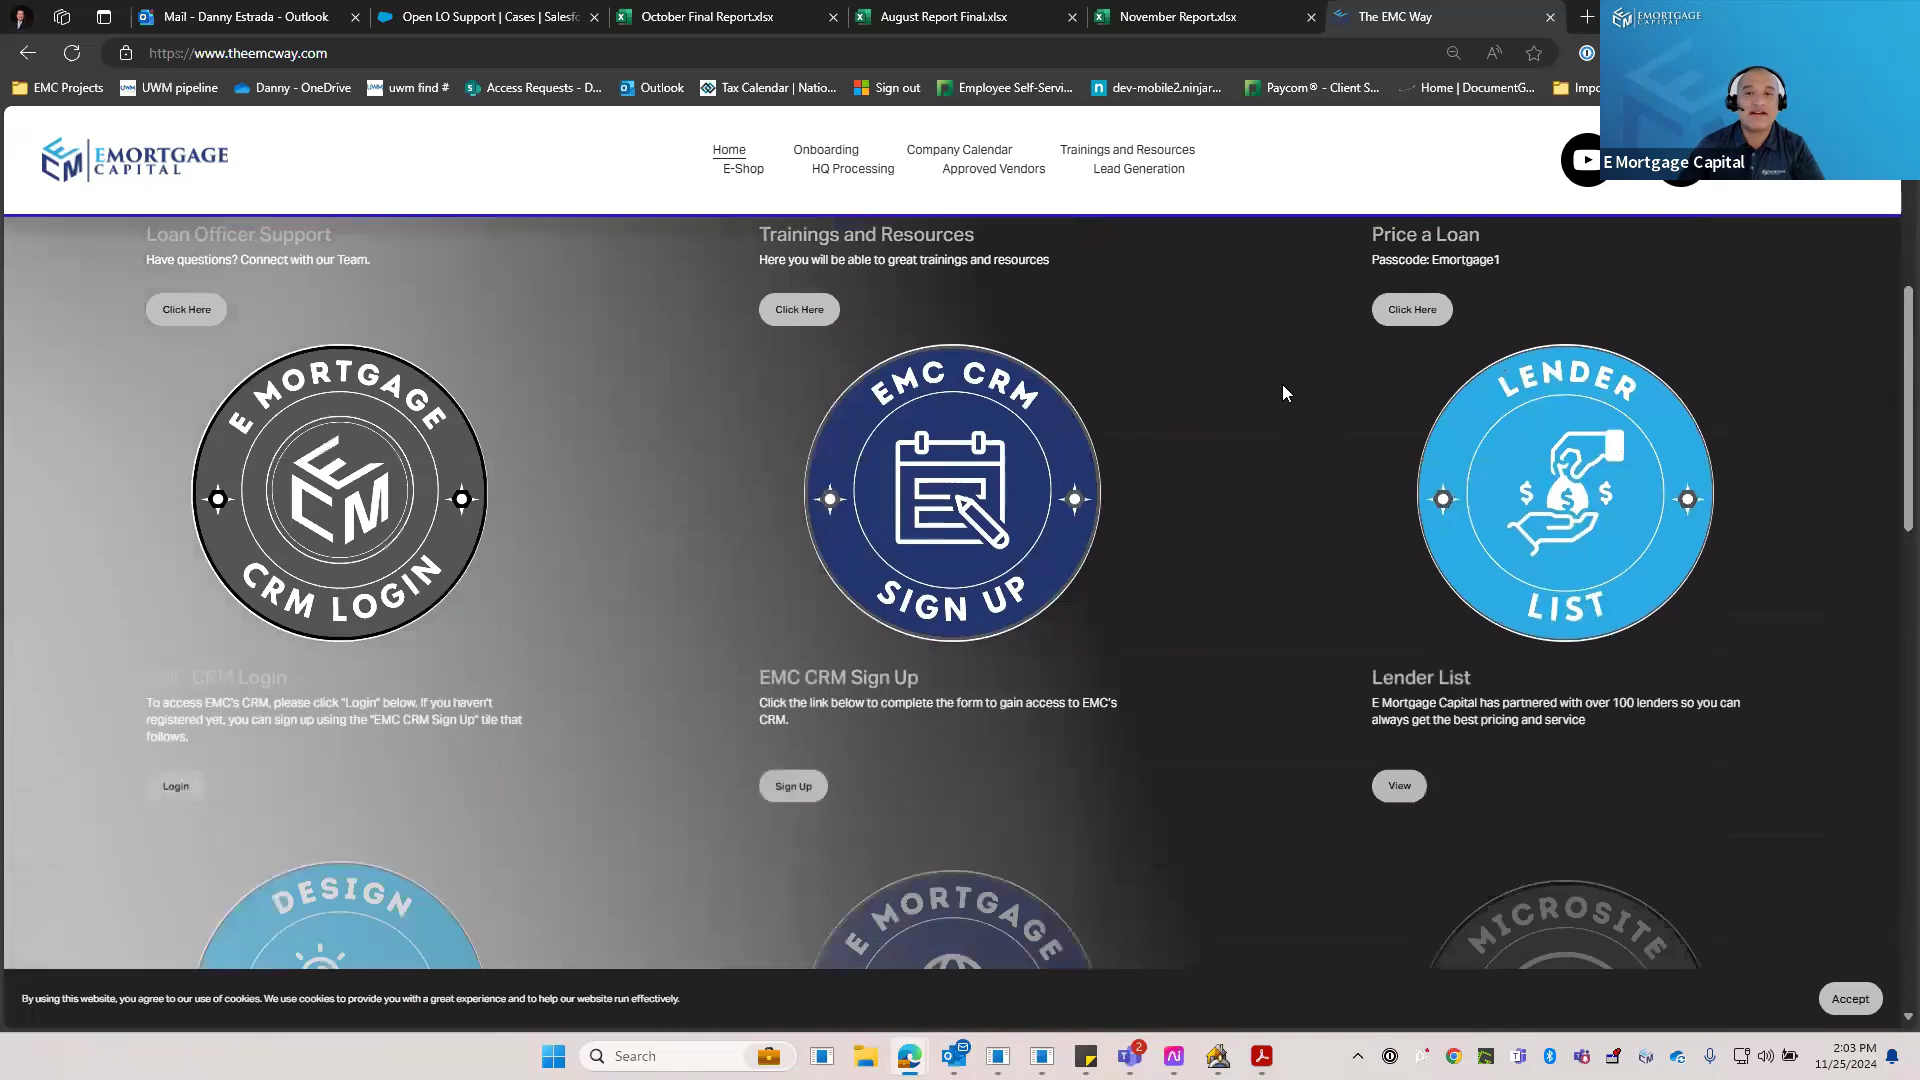 Mail - Danny Estrada - Outlook
Open LO Support | Cases | Salesfc
October Final Report.xlsx
August Report Final.xlsx
November Report.xlsx
The EMC Way
https://www.theemcway.com
EMC Projects
UWM pipeline
Danny - OneDrive
uwm find #
Access Requests - D...
Outlook
Tax Calendar | Natio...
Sign out
Employee Self-Servi...
dev-mobile2.ninjar...
Paycom® - Client S...
Home | DocumentG...
Impo
EMORTGAGE
CAPITAL
E Mortgage Capital
EMORTGAGE
CAPITAL
Home
Onboarding
Company Calendar
Trainings and Resources
E-Shop
HQ Processing
Approved Vendors
Lead Generation
Loan Officer Support
Have questions? Connect with our Team.
Click Here
Trainings and Resources
Here you will be able to great trainings and resources
Click Here
Price a Loan
Passcode: Emortgage1
Click Here
E MORTGAGE
ECM
CRM LOGIN
EMC CRM
SIGN UP
LENDER
LIST
CRM Login
To access EMC's CRM, please click "Login" below. If you haven't
registered yet, you can sign up using the "EMC CRM Sign Up" tile that
follows.
Login
EMC CRM Sign Up
Click the link below to complete the form to gain access to EMC's
CRM.
Sign Up
Lender List
E Mortgage Capital has partnered with over 100 lenders so you can
always get the best pricing and service
View
DESIGN
E MORTGAGE
MICROSITE
By using this website, you agree to our use of cookies. We use cookies to provide you with a great experience and to help our website run effectively.
Accept
Search
2
2:03 PM
11/25/2024